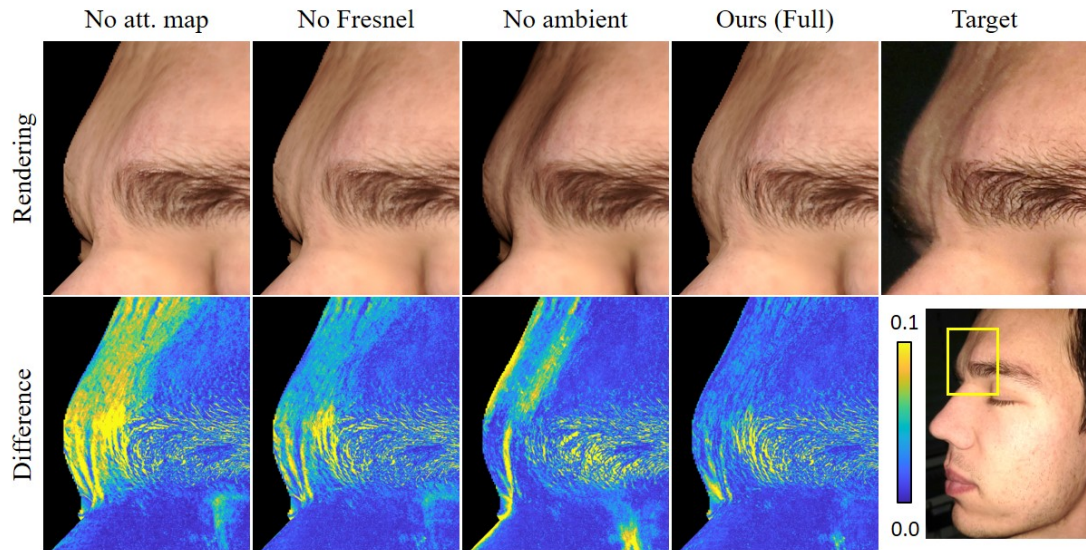 No att. map
No Fresnel
No ambient
Ours (Full)
Target
Rendering
Difference
0.1
0.0